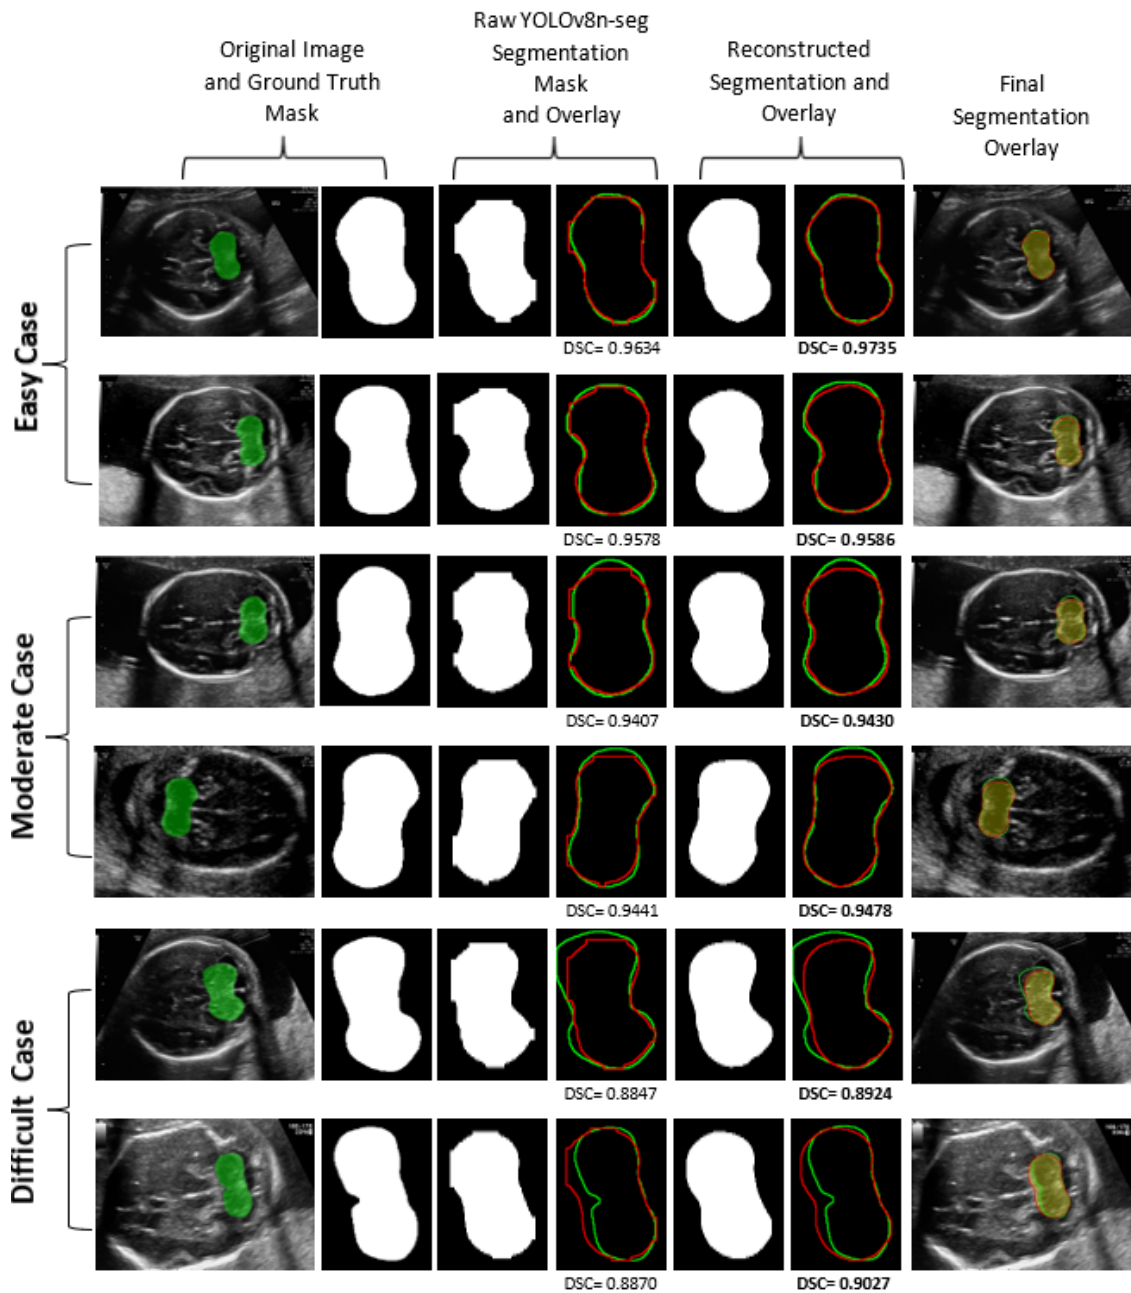 Original Image
and Ground Truth
Mask
Raw YOLOv8n-seg
Segmentation
Mask
and Overlay
Reconstructed
Segmentation and
Overlay
Final
Segmentation
Overlay
Easy Case
DSC= 0.9634
DSC= 0.9735
DSC= 0.9578
DSC= 0.9586
Moderate Case
DSC= 0.9407
DSC= 0.9430
DSC= 0.9441
DSC= 0.9478
Difficult Case
DSC= 0.8847
DSC= 0.8924
DSC= 0.8870
DSC= 0.9027